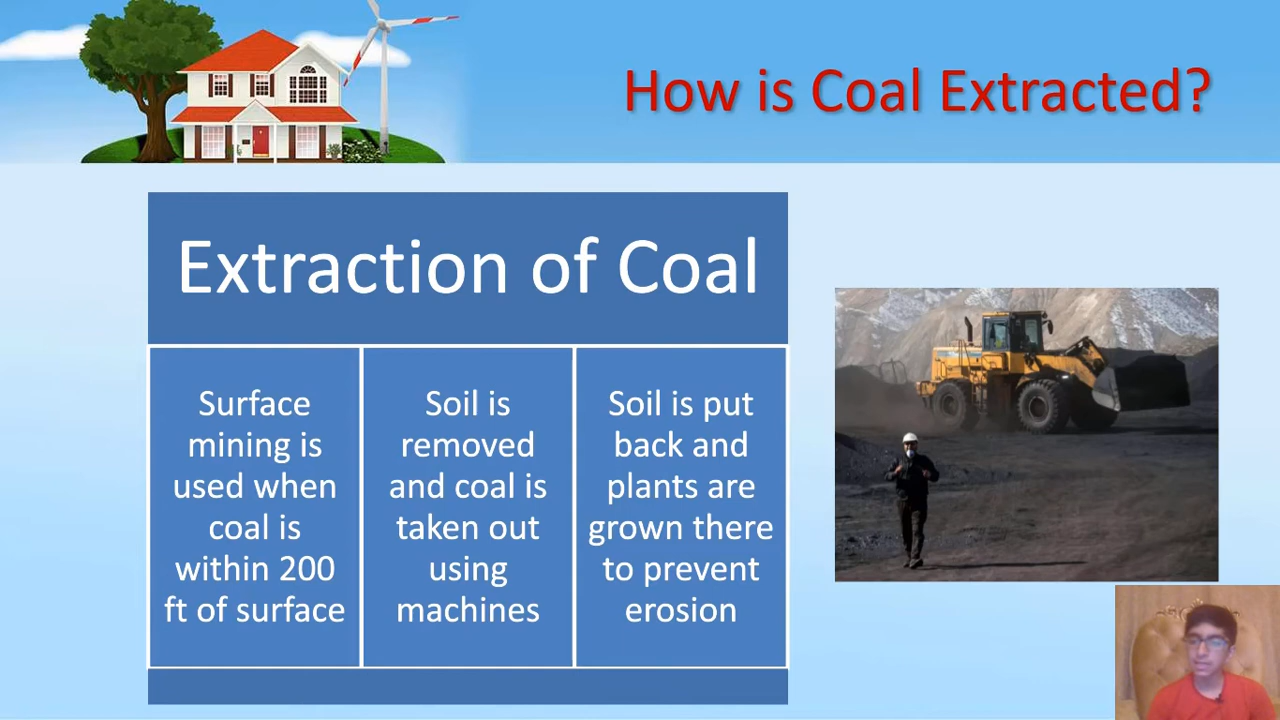 How is Coal Extracted?
Extraction of Coal
Surface
mining is
used when
coal is
within 200
ft of surface
Soil is
removed
and coal is
taken out
using
machines
Soil is put
back and
plants are
grown there
to prevent
erosion